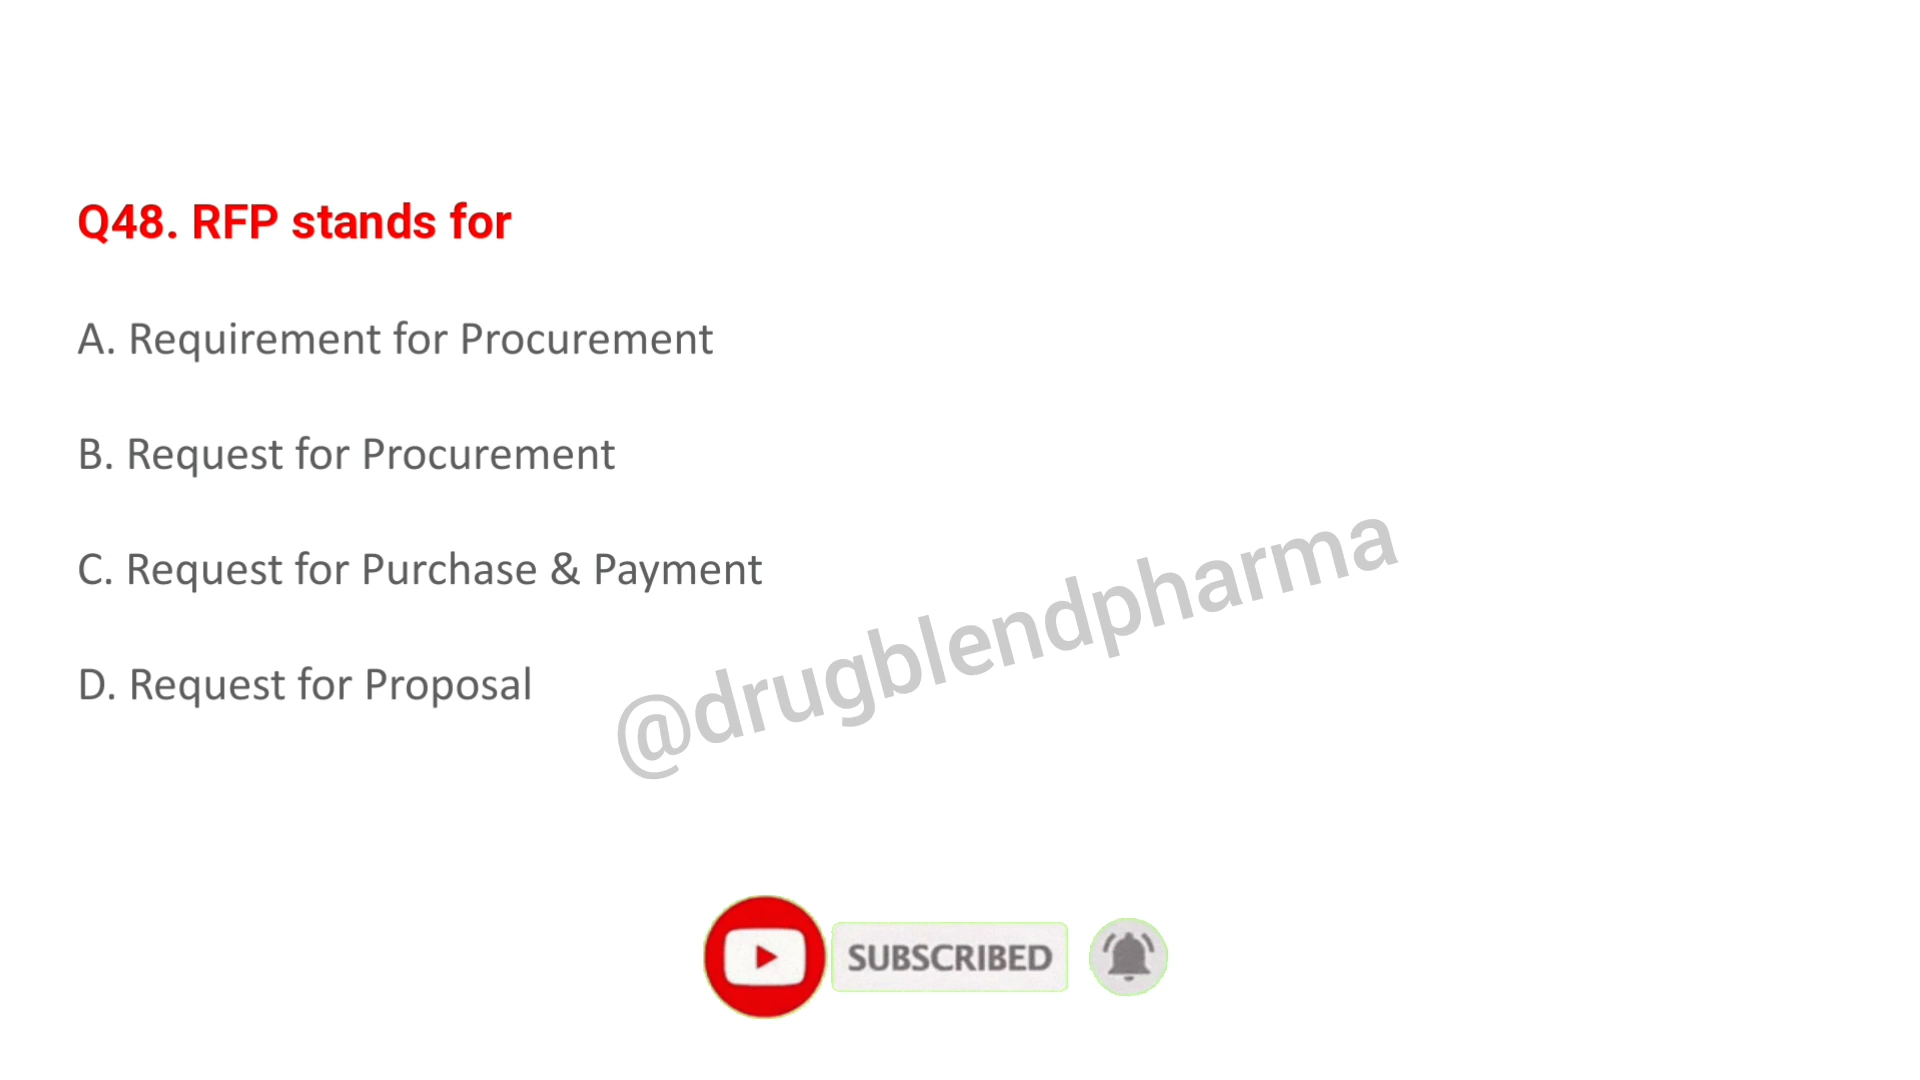 Q48. RFP stands for
A. Requirement for Procurement
B. Request for Procurement
C. Request for Purchase & Payment
D. Request for Proposal
@drugblendpharma
SUBSCRIBED